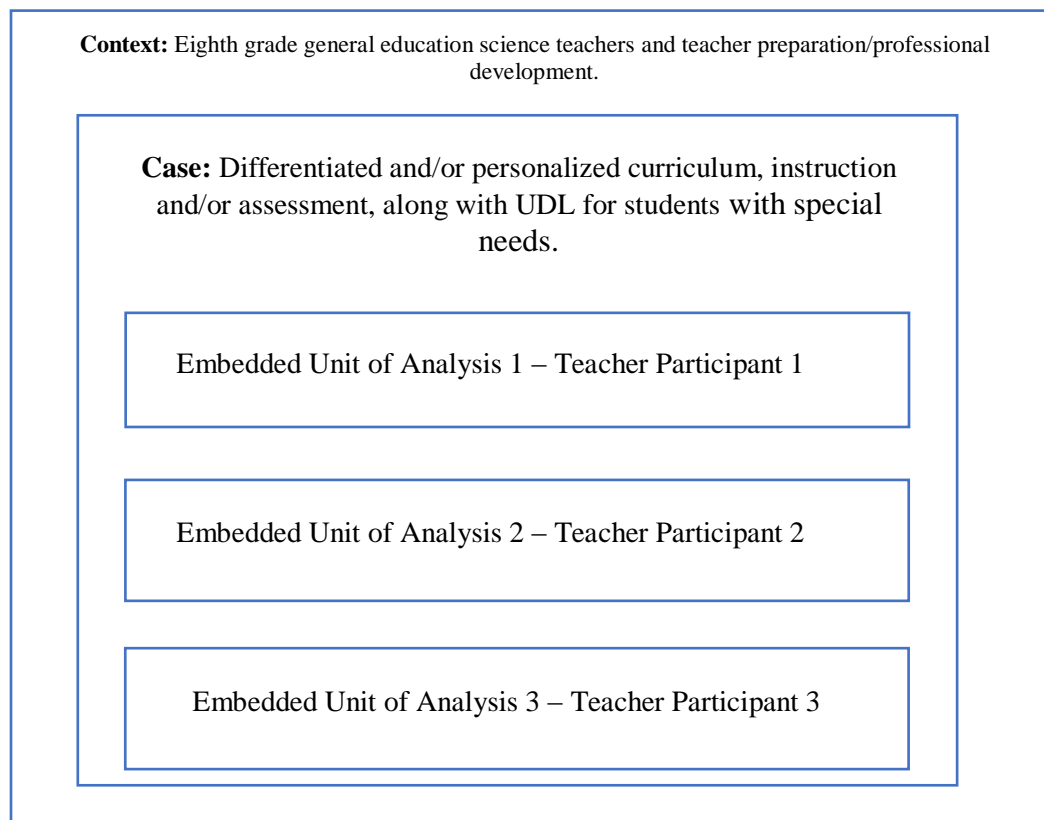 Context: Eighth grade general education science teachers and teacher preparation/professional
development.
Case: Differentiated and/or personalized curriculum, instruction
and/or assessment, along with UDL for students with special
needs.
Embedded Unit of Analysis 1 – Teacher Participant 1
Embedded Unit of Analysis 2 – Teacher Participant 2
Embedded Unit of Analysis 3 – Teacher Participant 3